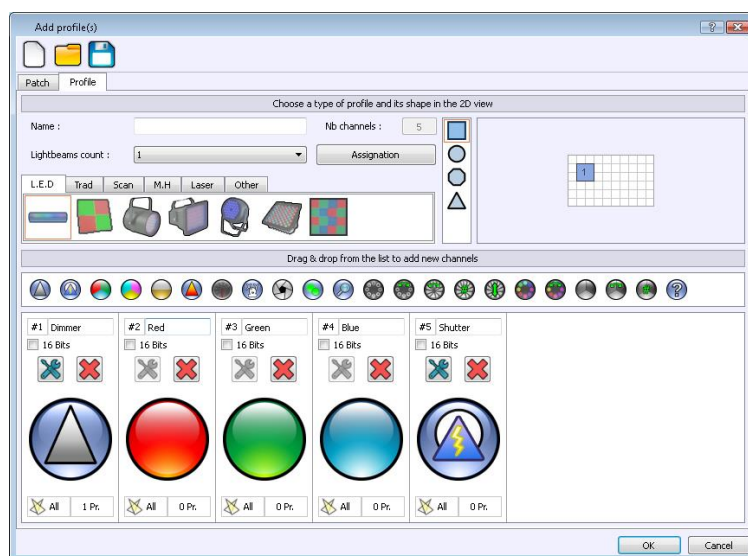 Add profile(s)
Patch Profile
Choose a type of profile and its shape in the 2D view
Name : Nb channels : 5
Lightbeams count : 1 Assignation
L.E.D Trad Scan M.H Laser Other
1
Drag & drop from the list to add new channels
#1 Dimmer #2 Red #3 Green #4 Blue #5 Shutter
16 Bits 16 Bits 16 Bits 16 Bits 16 Bits
All 1 Pr. All 0 Pr. All 0 Pr. All 0 Pr. All 0 Pr.
OK Cancel